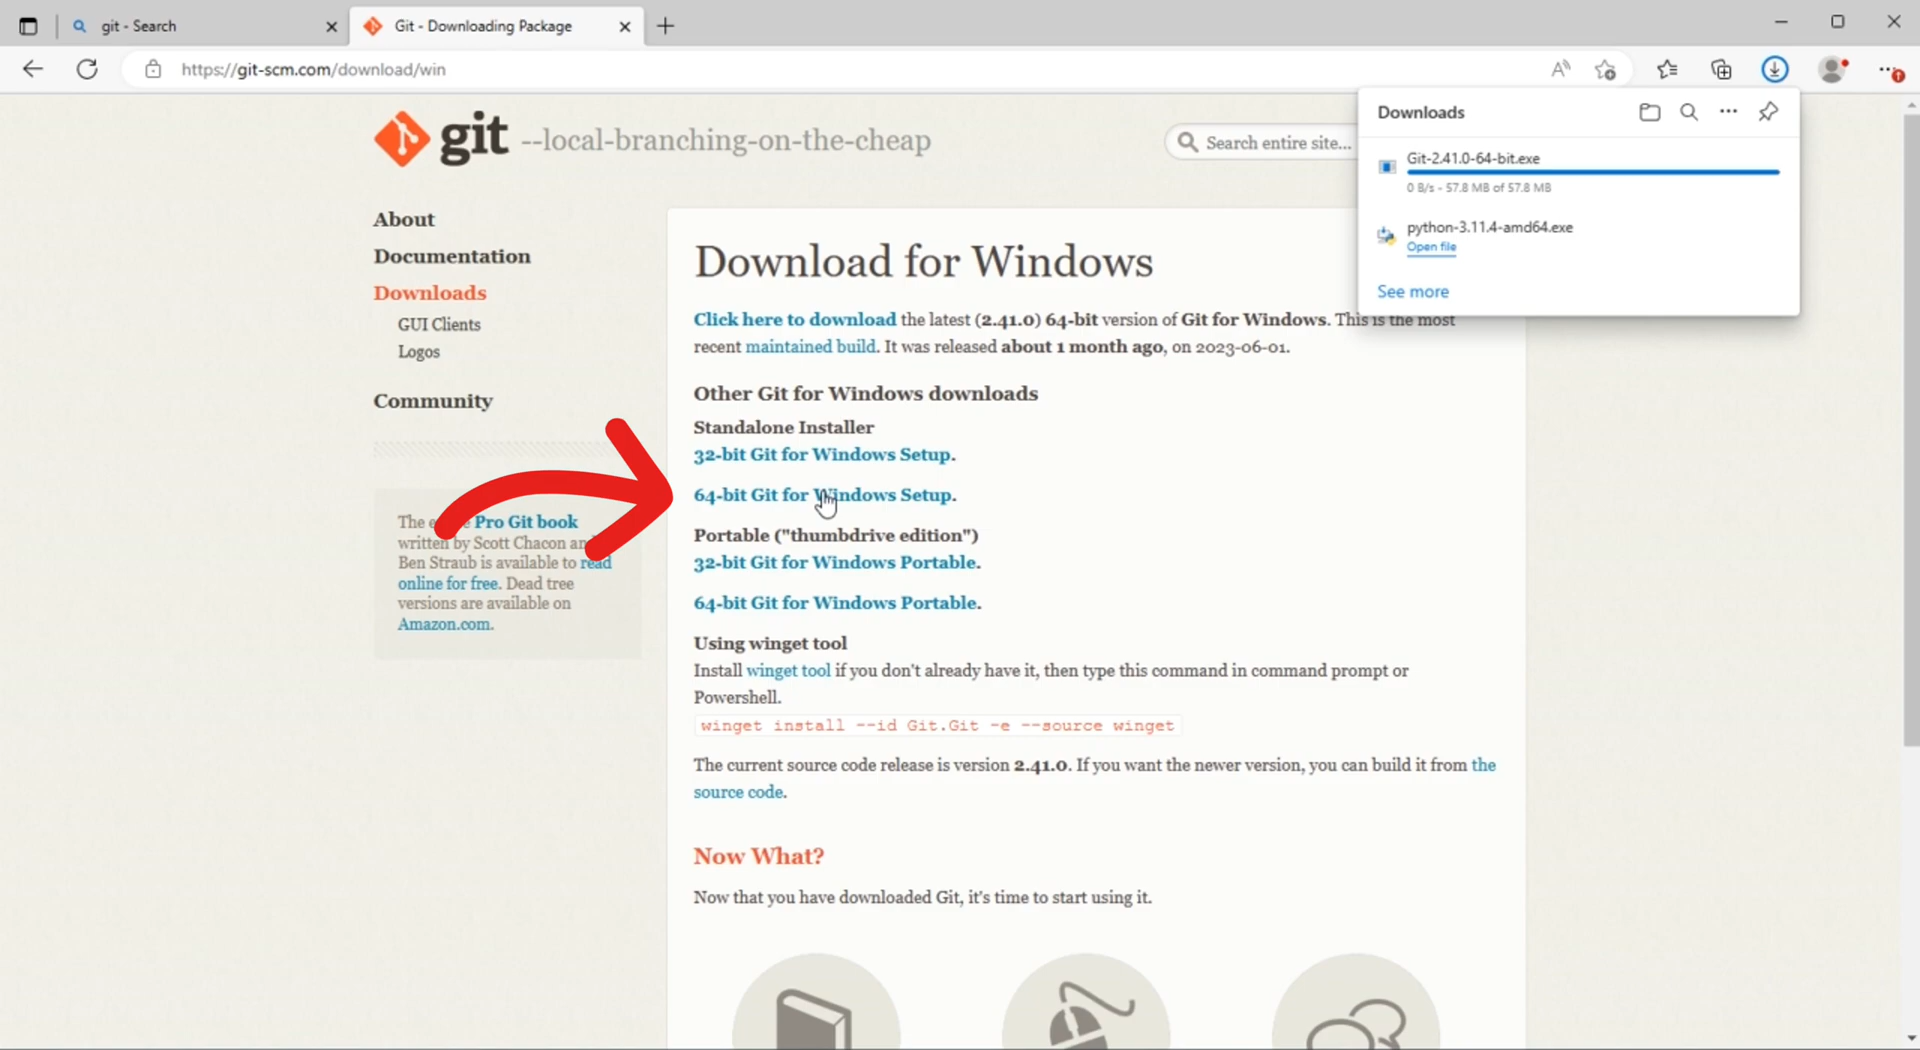 git - Search
Git - Downloading Package
https://git-scm.com/download/win
git --local-branching-on-the-cheap
Search entire site...
Downloads
Git-2.41.0-64-bit.exe
0 B/s - 57.8 MB of 57.8 MB
python-3.11.4-amd64.exe
Open file
See more
About
Documentation
Downloads
GUI Clients
Logos
Community
The Pro Git book
written by Scott Chacon and
Ben Straub is available to read
online for free. Dead tree
versions are available on
Amazon.com.
Download for Windows
Click here to download the latest (2.41.0) 64-bit version of Git for Windows. This is the most
recent maintained build. It was released about 1 month ago, on 2023-06-01.
Other Git for Windows downloads
Standalone Installer
32-bit Git for Windows Setup.
64-bit Git for Windows Setup.
Portable ("thumbdrive edition")
32-bit Git for Windows Portable.
64-bit Git for Windows Portable.
Using winget tool
Install winget tool if you don't already have it, then type this command in command prompt or
Powershell.
winget install --id Git.Git -e --source winget
The current source code release is version 2.41.0. If you want the newer version, you can build it from the
source code.
Now What?
Now that you have downloaded Git, it's time to start using it.